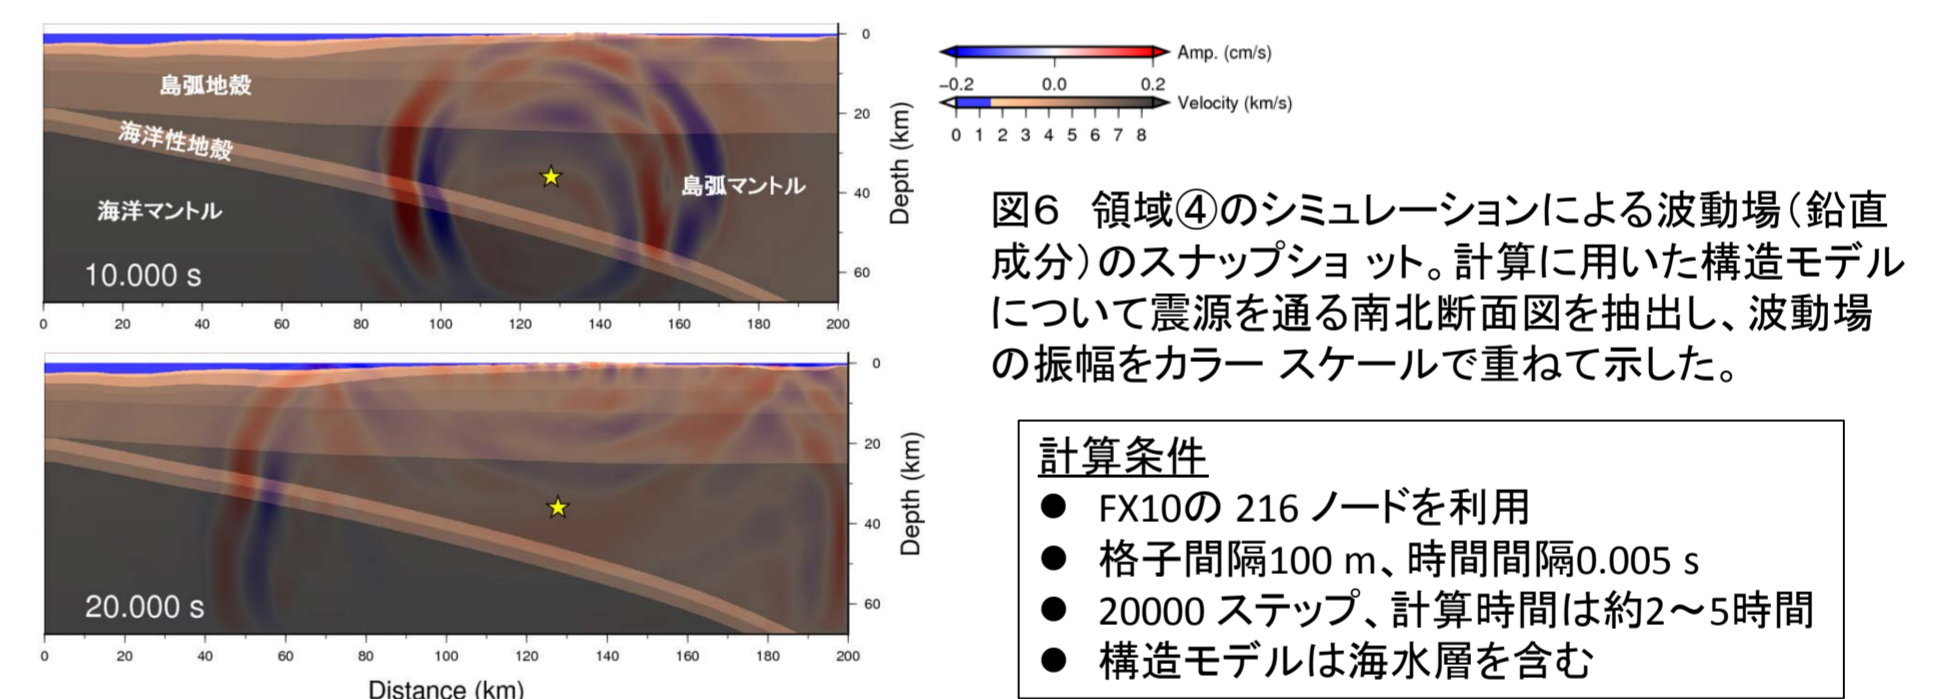 島弧地殻
海洋性地殻
海洋マントル
島弧マントル
10.000 s
0 20 40 60
Depth (km)
0 20 40 60 80 100 120 140 160 180 200
20.000 s
0 20 40 60
Depth (km)
0 20 40 60 80 100 120 140 160 180 200
Distance (km)
Amp. (cm/s)
−0.2 0.0 0.2
Velocity (km/s)
0 1 2 3 4 5 6 7 8
図6 領域④のシミュレーションによる波動場(鉛直
成分)のスナップショ ット。計算に用いた構造モデル
について震源を通る南北断面図を抽出し、波動場
の振幅をカラー スケールで重ねて示した。
計算条件
● FX10の 216 ノードを利用
● 格子間隔100 m、時間間隔0.005 s
● 20000 ステップ、計算時間は約2～5時間
● 構造モデルは海水層を含む